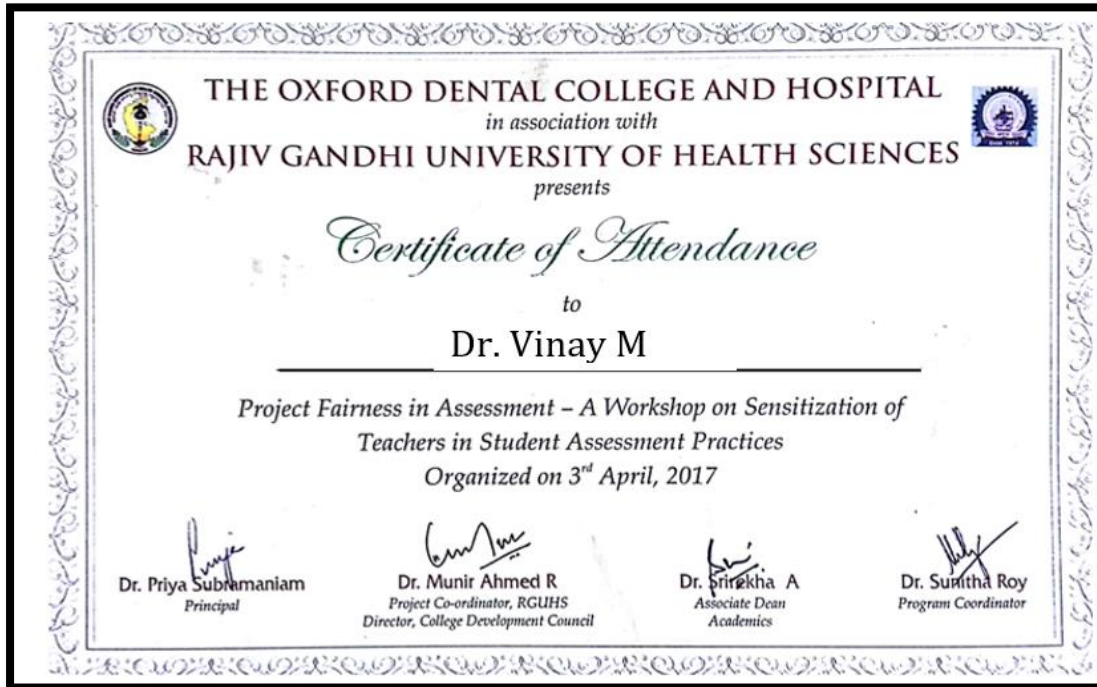 THE OXFORD DENTAL COLLEGE AND HOSPITAL
in association with
RAJIV GANDHI UNIVERSITY OF HEALTH SCIENCES
presents
Certificate of Attendance
to
Dr. Vinay M
Project Fairness in Assessment – A Workshop on Sensitization of
Teachers in Student Assessment Practices
Organized on 3rd April, 2017
Dr. Priya Subramaniam
Principal
Dr. Munir Ahmed R
Project Co-ordinator, RGUHS
Director, College Development Council
Dr. Srirekha A
Associate Dean
Academics
Dr. Sunitha Roy
Program Coordinator